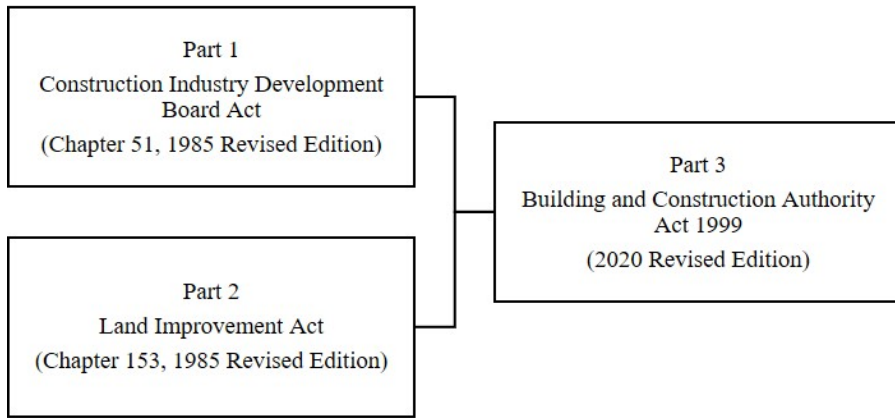 Part 1
Construction Industry Development
Board Act
(Chapter 51, 1985 Revised Edition)
Part 2
Land Improvement Act
(Chapter 153, 1985 Revised Edition)
Part 3
Building and Construction Authority
Act 1999
(2020 Revised Edition)